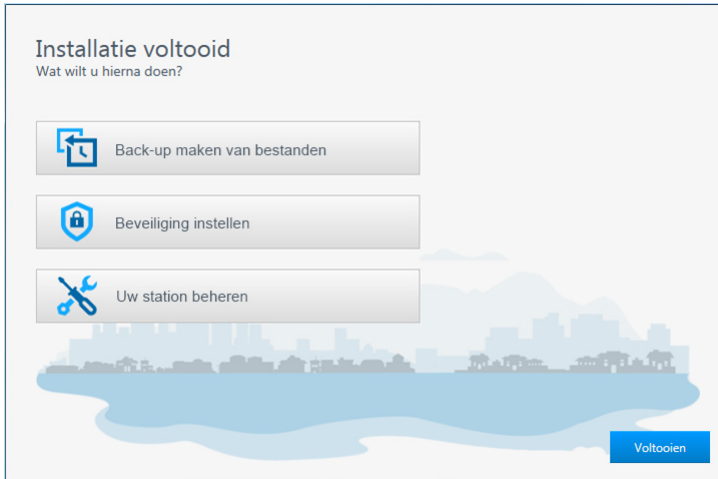 Installatie voltooid
Wat wilt u hierna doen?
Back-up maken van bestanden
Beveiliging instellen
Uw station beheren
Voltooien